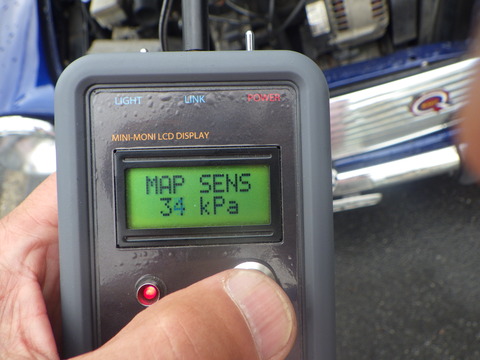 LIGHT LINK POWER
MINI-MONI LCD DISPLAY
MAP SENS
34 kPa